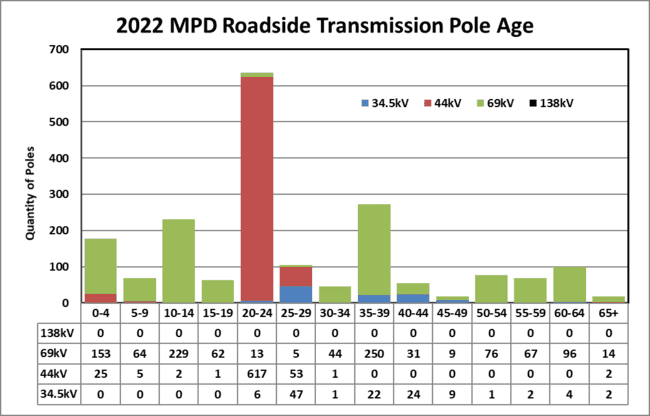 2022 MPD Roadside Transmission Pole Age
700
600
500
400
300
200
100
0
Quantity of Poles
34.5kV 44kV 69kV 138kV
0-4 5-9 10-14 15-19 20-24 25-29 30-34 35-39 40-44 45-49 50-54 55-59 60-64 65+
138kV 0 0 0 0 0 0 0 0 0 0 0 0 0 0
69kV 153 64 229 62 13 5 44 250 31 9 76 67 96 14
44kV 25 5 2 1 617 53 1 0 0 0 0 0 0 2
34.5kV 0 0 0 0 6 47 1 22 24 9 1 2 4 2